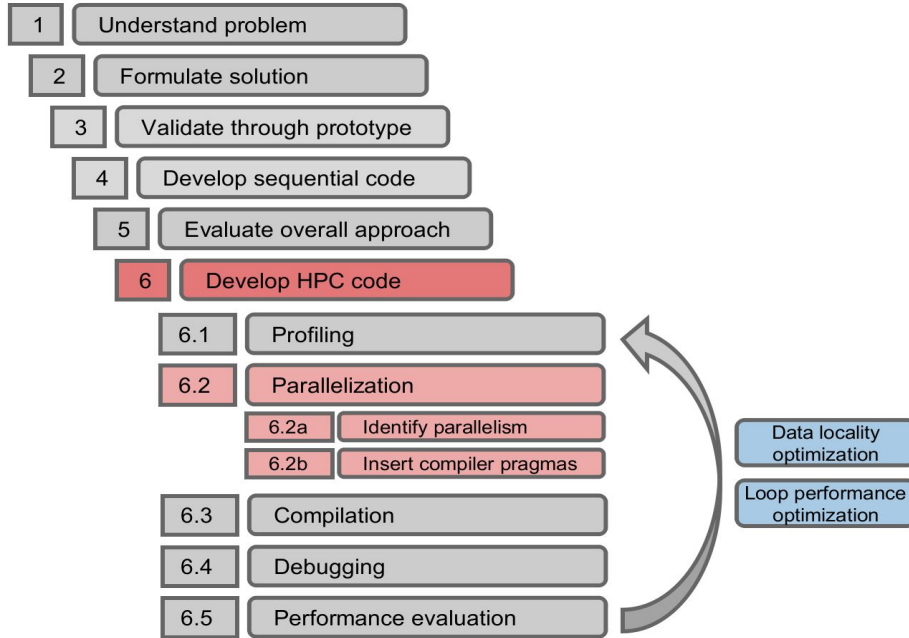 1 Understand problem
2 Formulate solution
3 Validate through prototype
4 Develop sequential code
5 Evaluate overall approach
6 Develop HPC code
6.1 Profiling
6.2 Parallelization
6.2a Identify parallelism
6.2b Insert compiler pragmas
6.3 Compilation
6.4 Debugging
6.5 Performance evaluation
Data locality
optimization
Loop performance
optimization